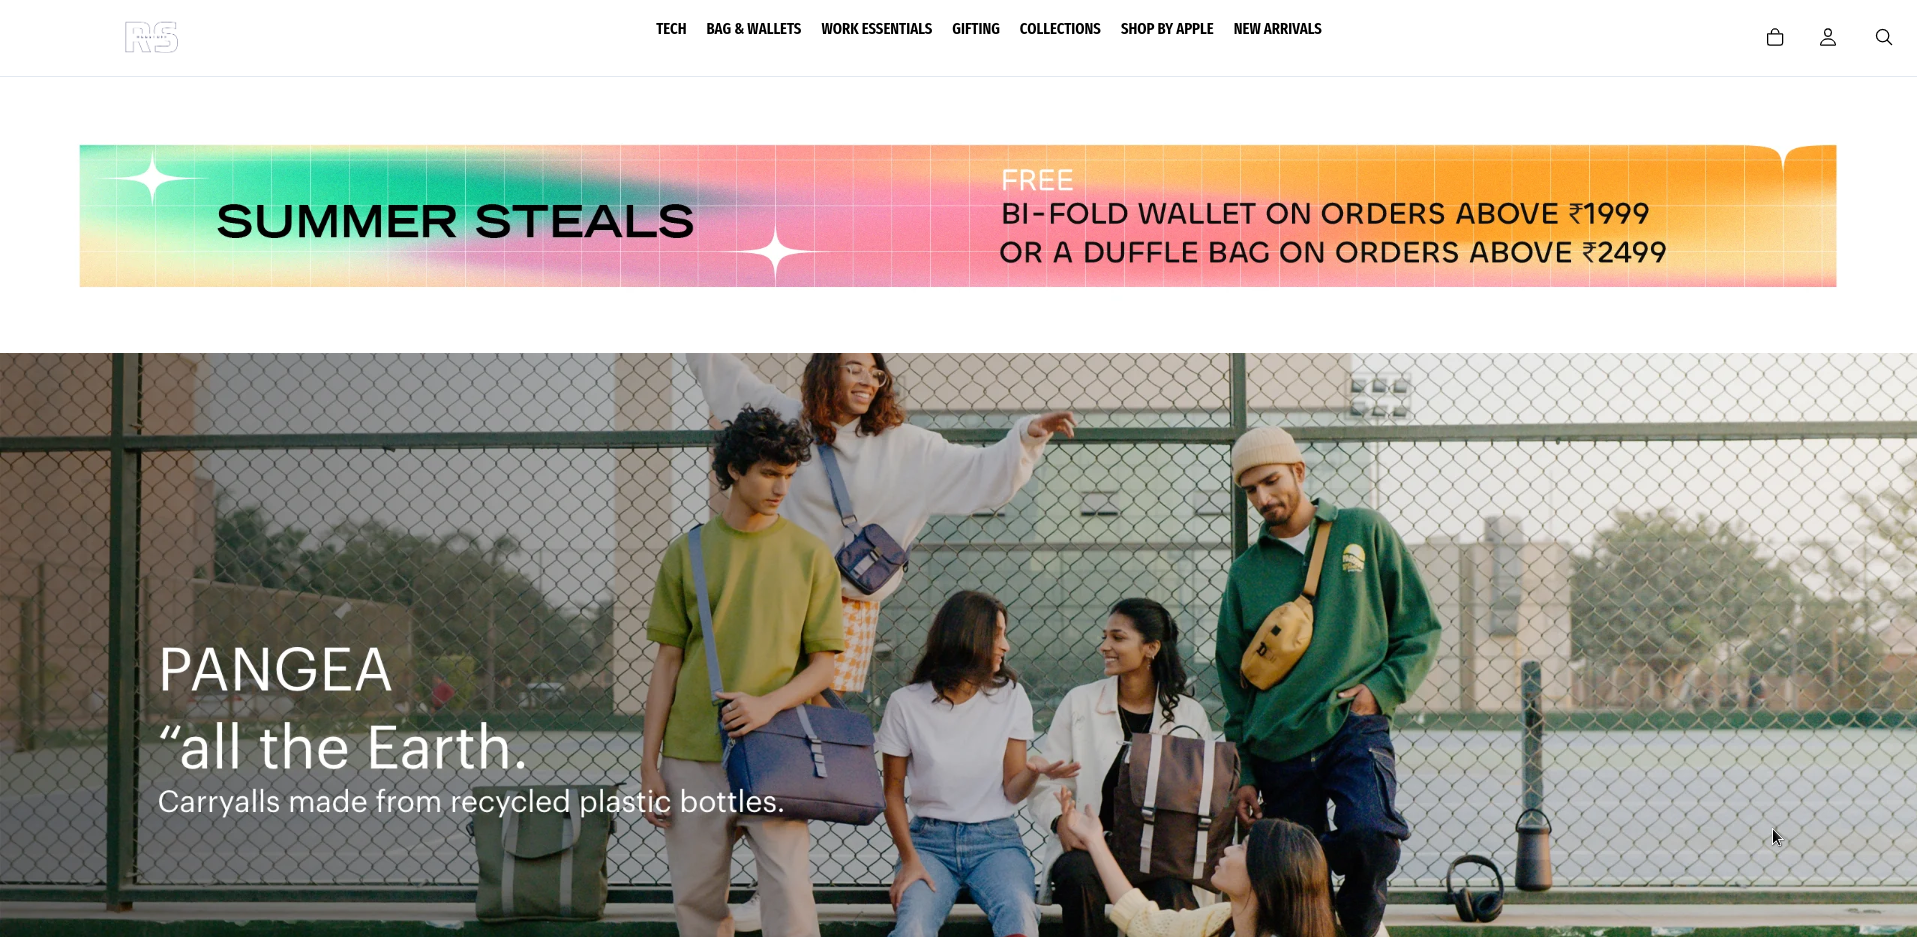 RS
TECH BAG & WALLETS WORK ESSENTIALS GIFTING COLLECTIONS SHOP BY APPLE NEW ARRIVALS
SUMMER STEALS
FREE
BI-FOLD WALLET ON ORDERS ABOVE ₹1999
OR A DUFFLE BAG ON ORDERS ABOVE ₹2499
PANGEA
“all the Earth.
Carryalls made from recycled plastic bottles.